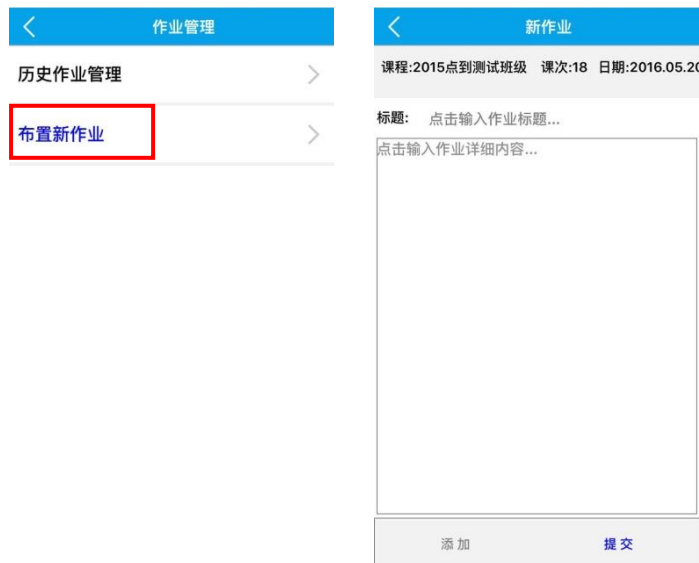 作业管理
历史作业管理
布置新作业
新作业
课程:2015点到测试班级 课次:18 日期:2016.05.20
标题: 点击输入作业标题...
点击输入作业详细内容...
添加 提交